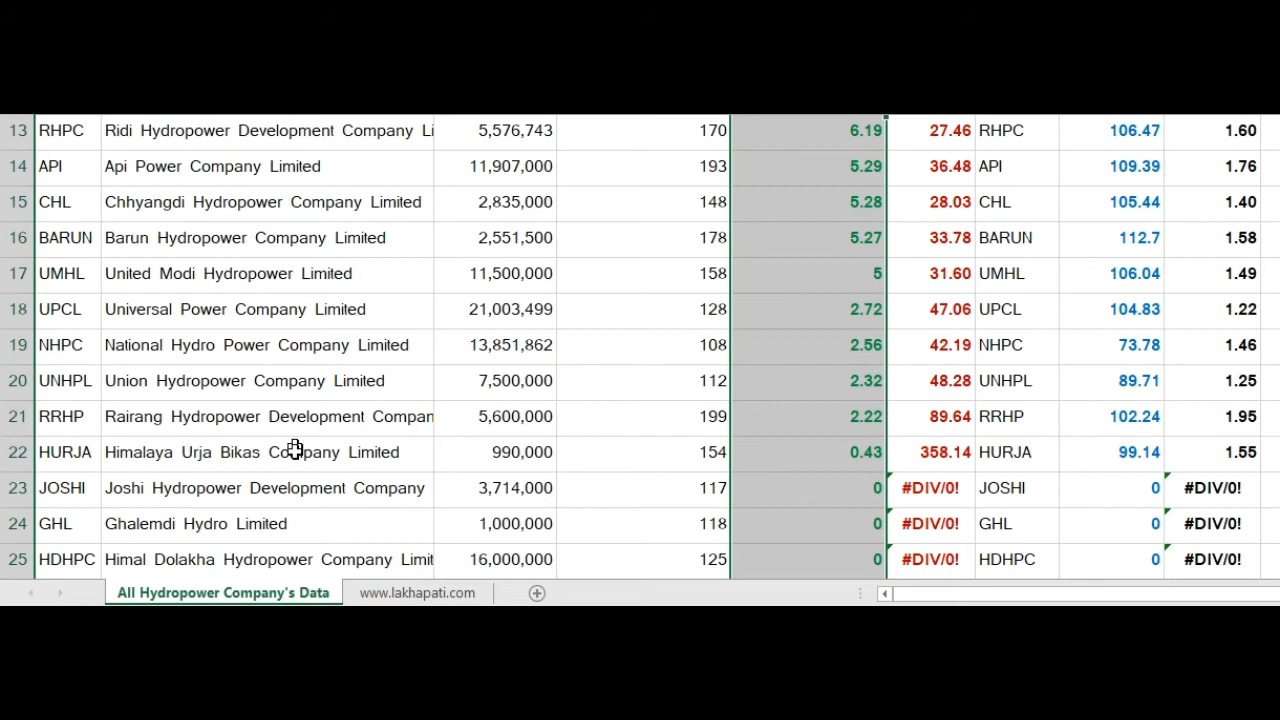 13 RHPC Ridi Hydropower Development Company Li 5,576,743 170 6.19 27.46 RHPC 106.47 1.60
14 API Api Power Company Limited 11,907,000 193 5.29 36.48 API 109.39 1.76
15 CHL Chhyangdi Hydropower Company Limited 2,835,000 148 5.28 28.03 CHL 105.44 1.40
16 BARUN Barun Hydropower Company Limited 2,551,500 178 5.27 33.78 BARUN 112.7 1.58
17 UMHL United Modi Hydropower Limited 11,500,000 158 5 31.60 UMHL 106.04 1.49
18 UPCL Universal Power Company Limited 21,003,499 128 2.72 47.06 UPCL 104.83 1.22
19 NHPC National Hydro Power Company Limited 13,851,862 108 2.56 42.19 NHPC 73.78 1.46
20 UNHPL Union Hydropower Company Limited 7,500,000 112 2.32 48.28 UNHPL 89.71 1.25
21 RRHP Rairang Hydropower Development Compan 5,600,000 199 2.22 89.64 RRHP 102.24 1.95
22 HURJA Himalaya Urja Bikas Company Limited 990,000 154 0.43 358.14 HURJA 99.14 1.55
23 JOSHI Joshi Hydropower Development Company 3,714,000 117 0 #DIV/0! JOSHI 0 #DIV/0!
24 GHL Ghalemdi Hydro Limited 1,000,000 118 0 #DIV/0! GHL 0 #DIV/0!
25 HDHPC Himal Dolakha Hydropower Company Limit 16,000,000 125 0 #DIV/0! HDHPC 0 #DIV/0!
All Hydropower Company's Data www.lakhapati.com